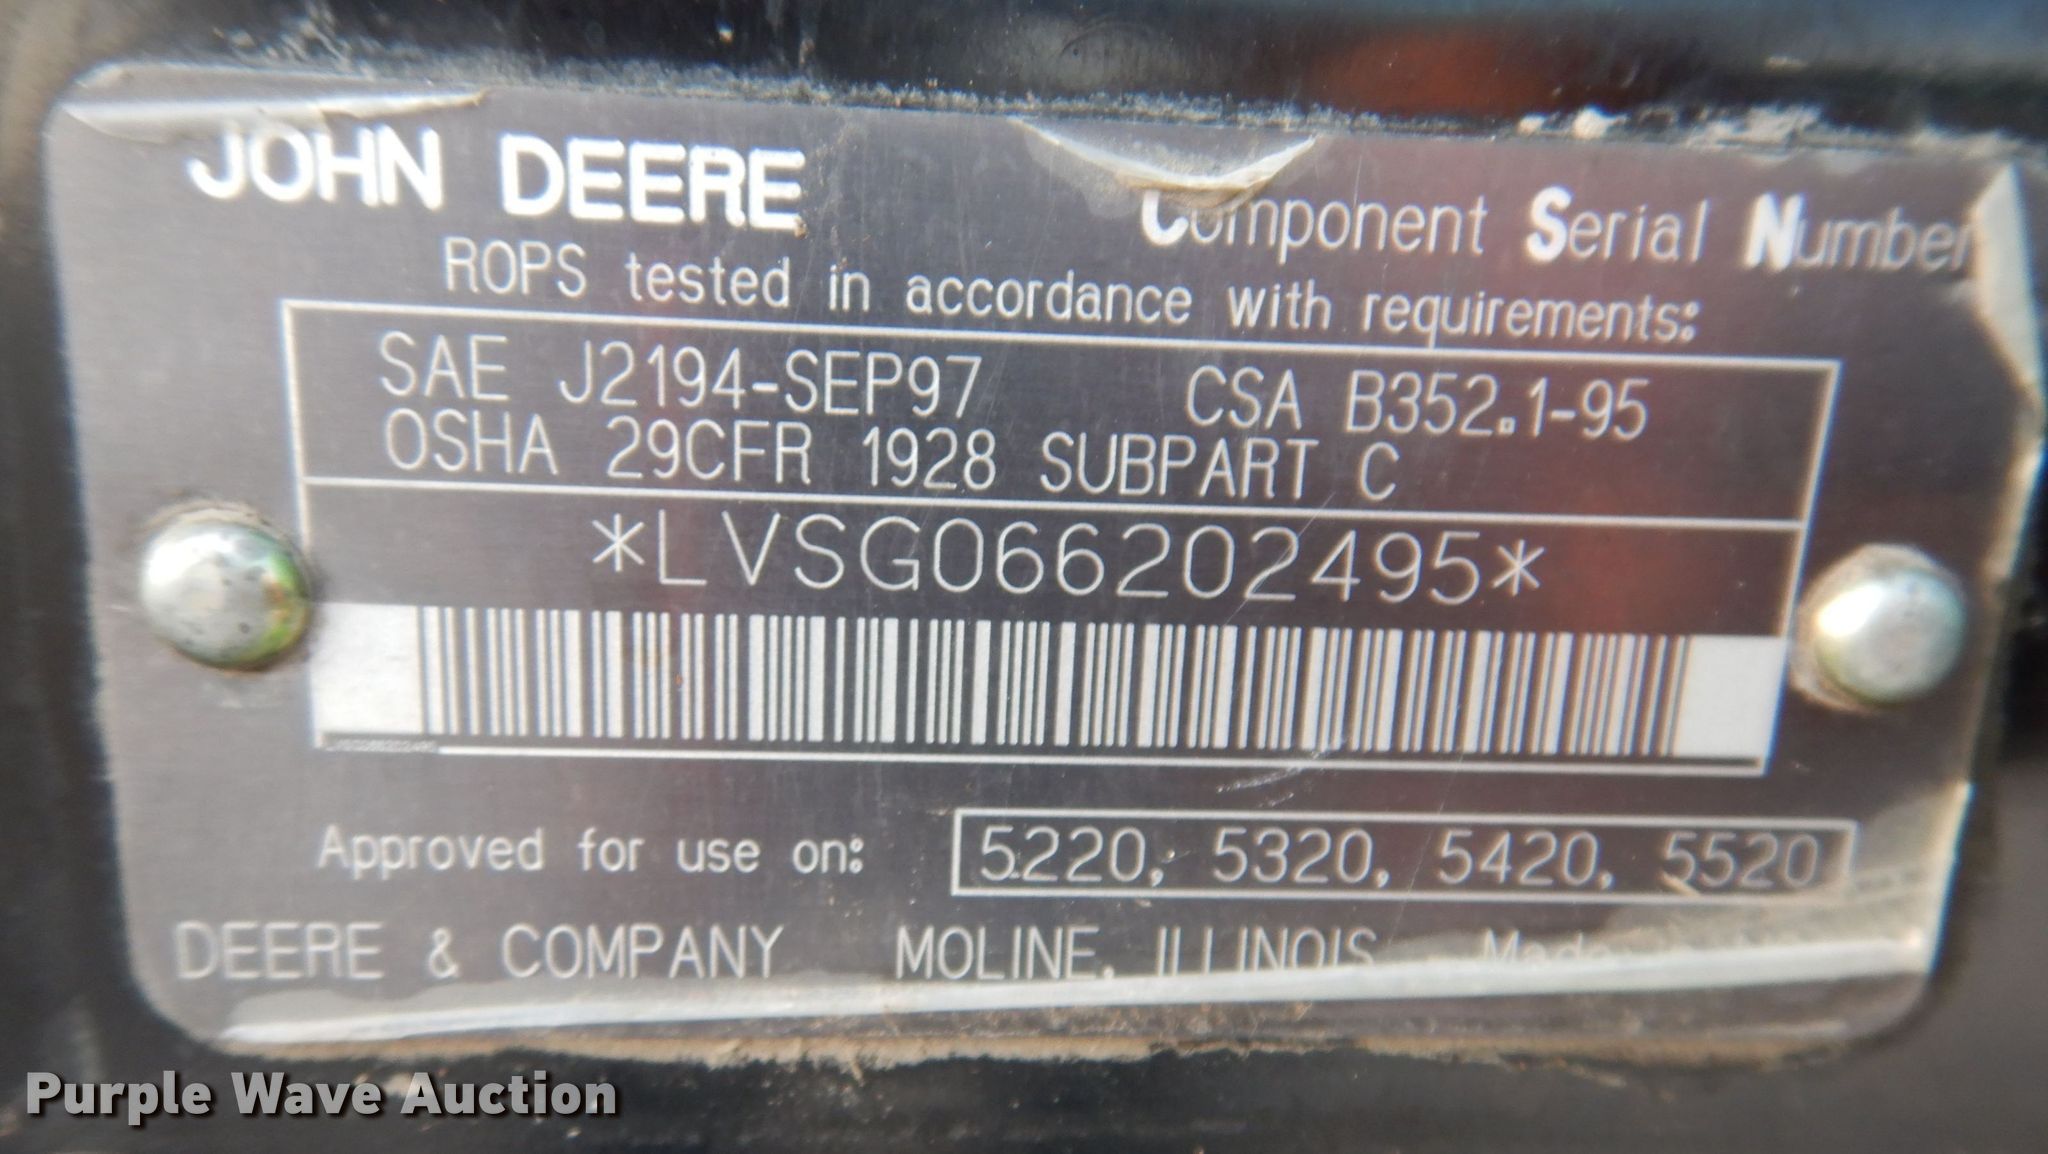 JOHN DEERE Component Serial Number
ROPS tested in accordance with requirements:
SAE J2194-SEP97 CSA B352.1-95
OSHA 29CFR 1928 SUBPART C
*LVSG066202495*
Approved for use on: 5220, 5320, 5420, 5520
DEERE & COMPANY MOLINE, ILLINOIS Made
Purple Wave Auction